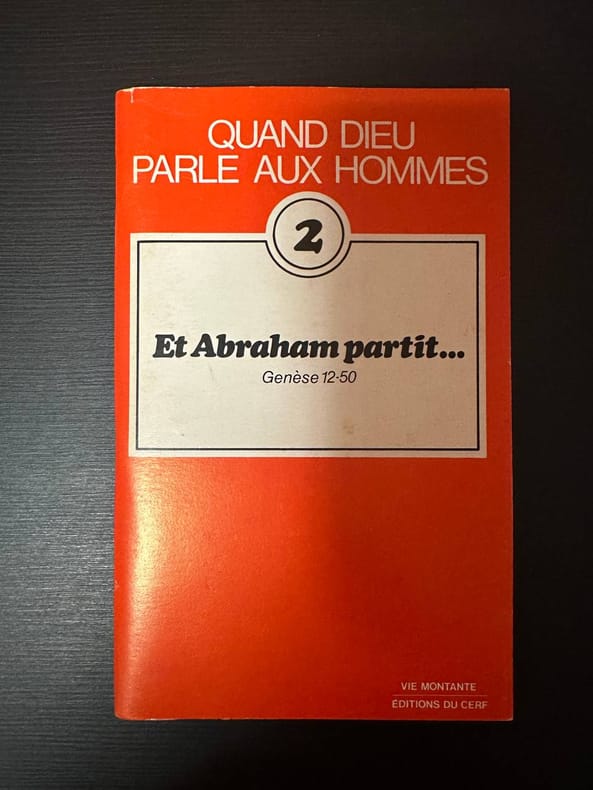 QUAND DIEU
PARLE AUX HOMMES
2
Et Abraham partit...
Genèse 12-50
VIE MONTANTE
ÉDITIONS DU CERF